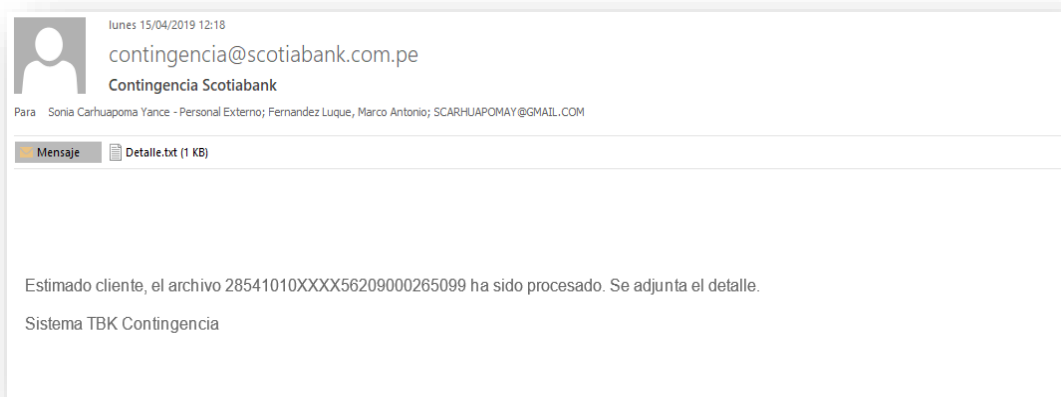 lunes 15/04/2019 12:18
contingencia@scotiabank.com.pe
Contingencia Scotiabank
Para Sonia Carhuapoma Yance - Personal Externo; Fernandez Luque, Marco Antonio; SCARHUAPOMAY@GMAIL.COM
Mensaje Detalle.txt (1 KB)
Estimado cliente, el archivo 28541010XXXX56209000265099 ha sido procesado. Se adjunta el detalle.
Sistema TBK Contingencia